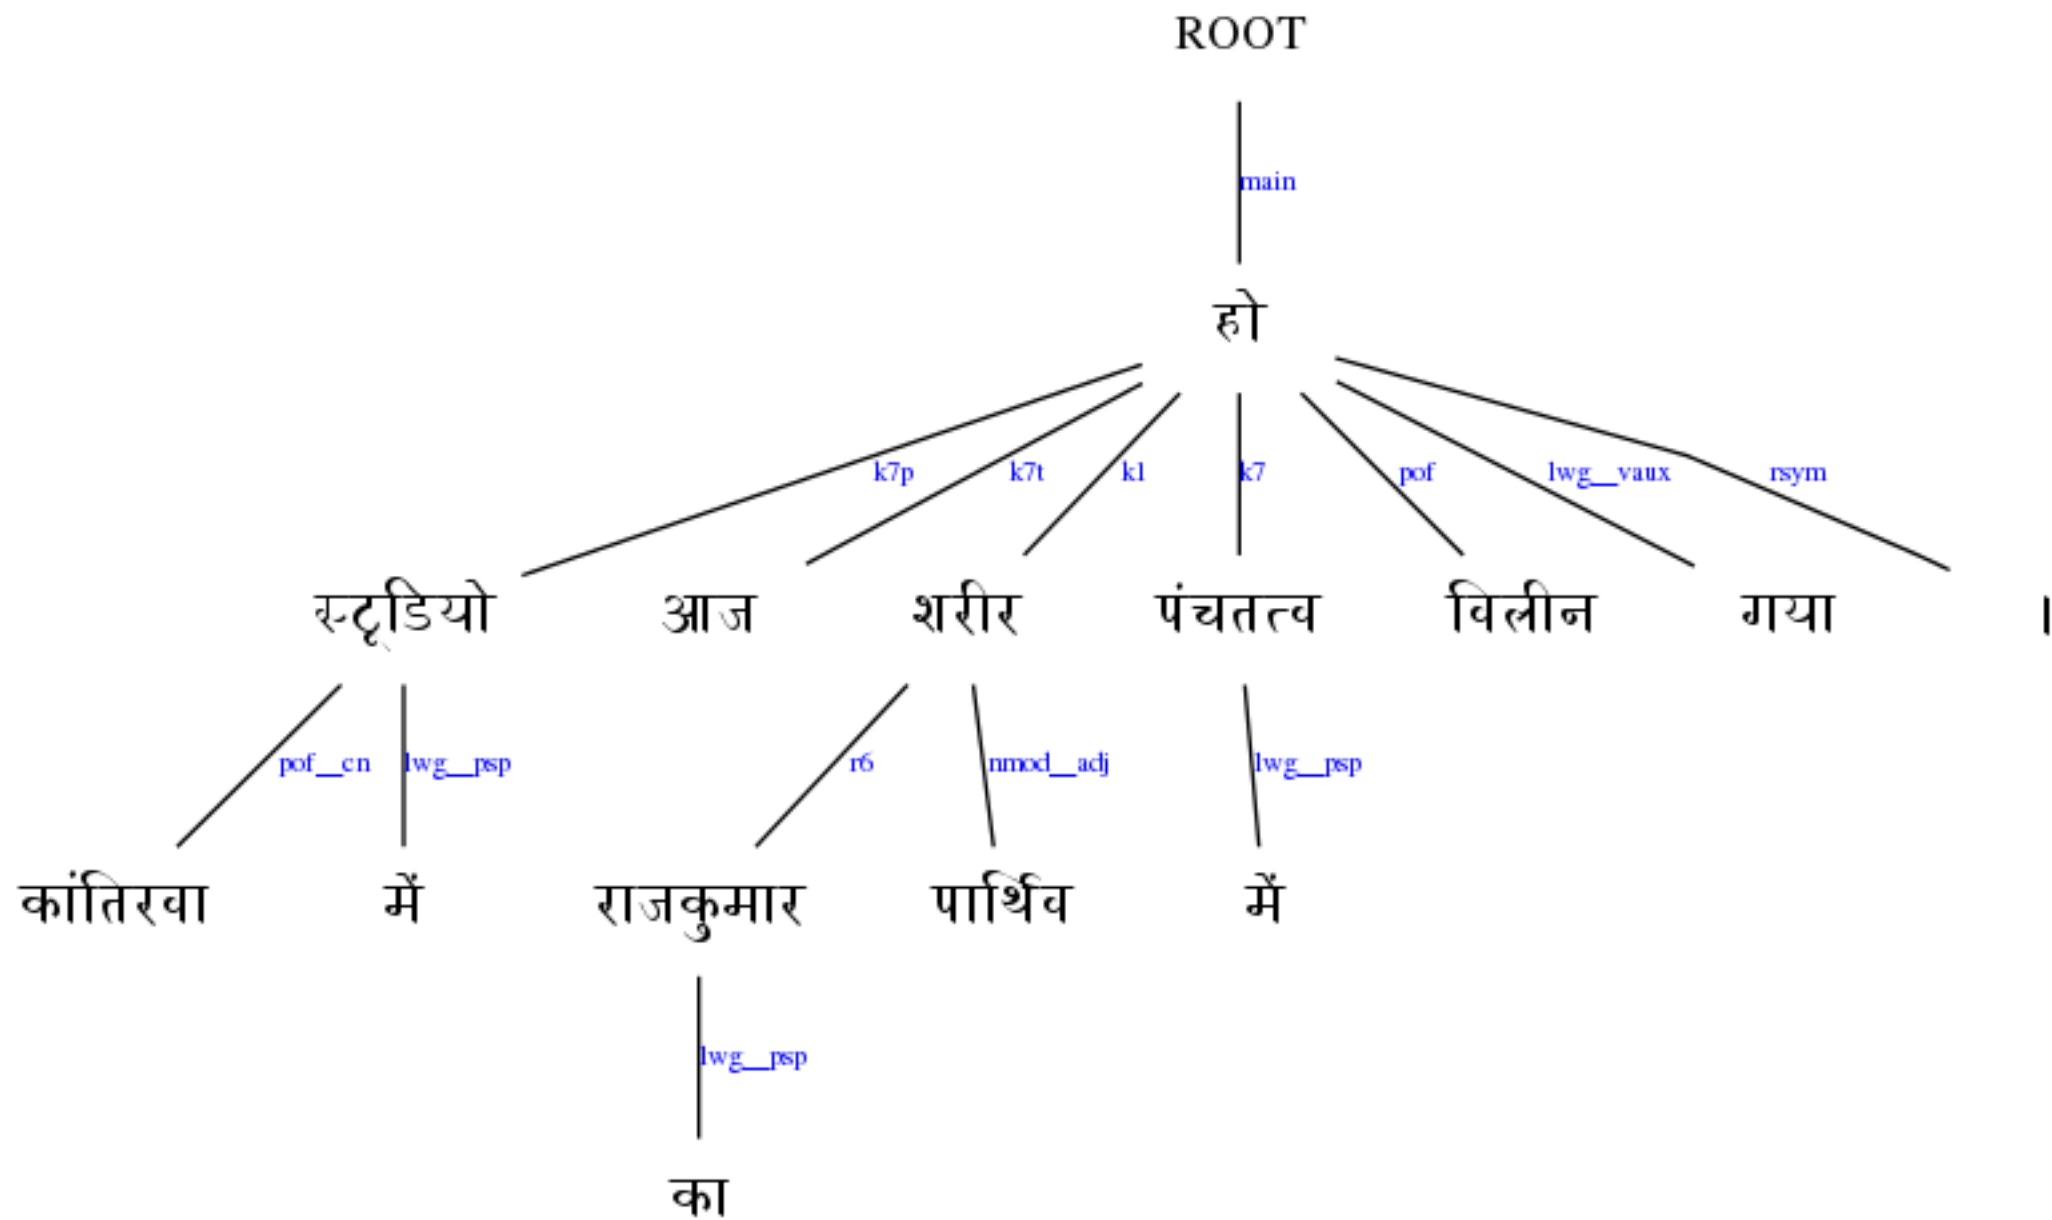 ROOT
main
हो
k7p k7t k1 k7 pof lwg__vaux rsym
स्टूडियो आज शरीर पंचतत्व विलीन गया ।
pof__cn lwg__psp r6 nmod__adj lwg__psp
कांतिरवा में राजकुमार पार्थिव में
lwg__psp
का